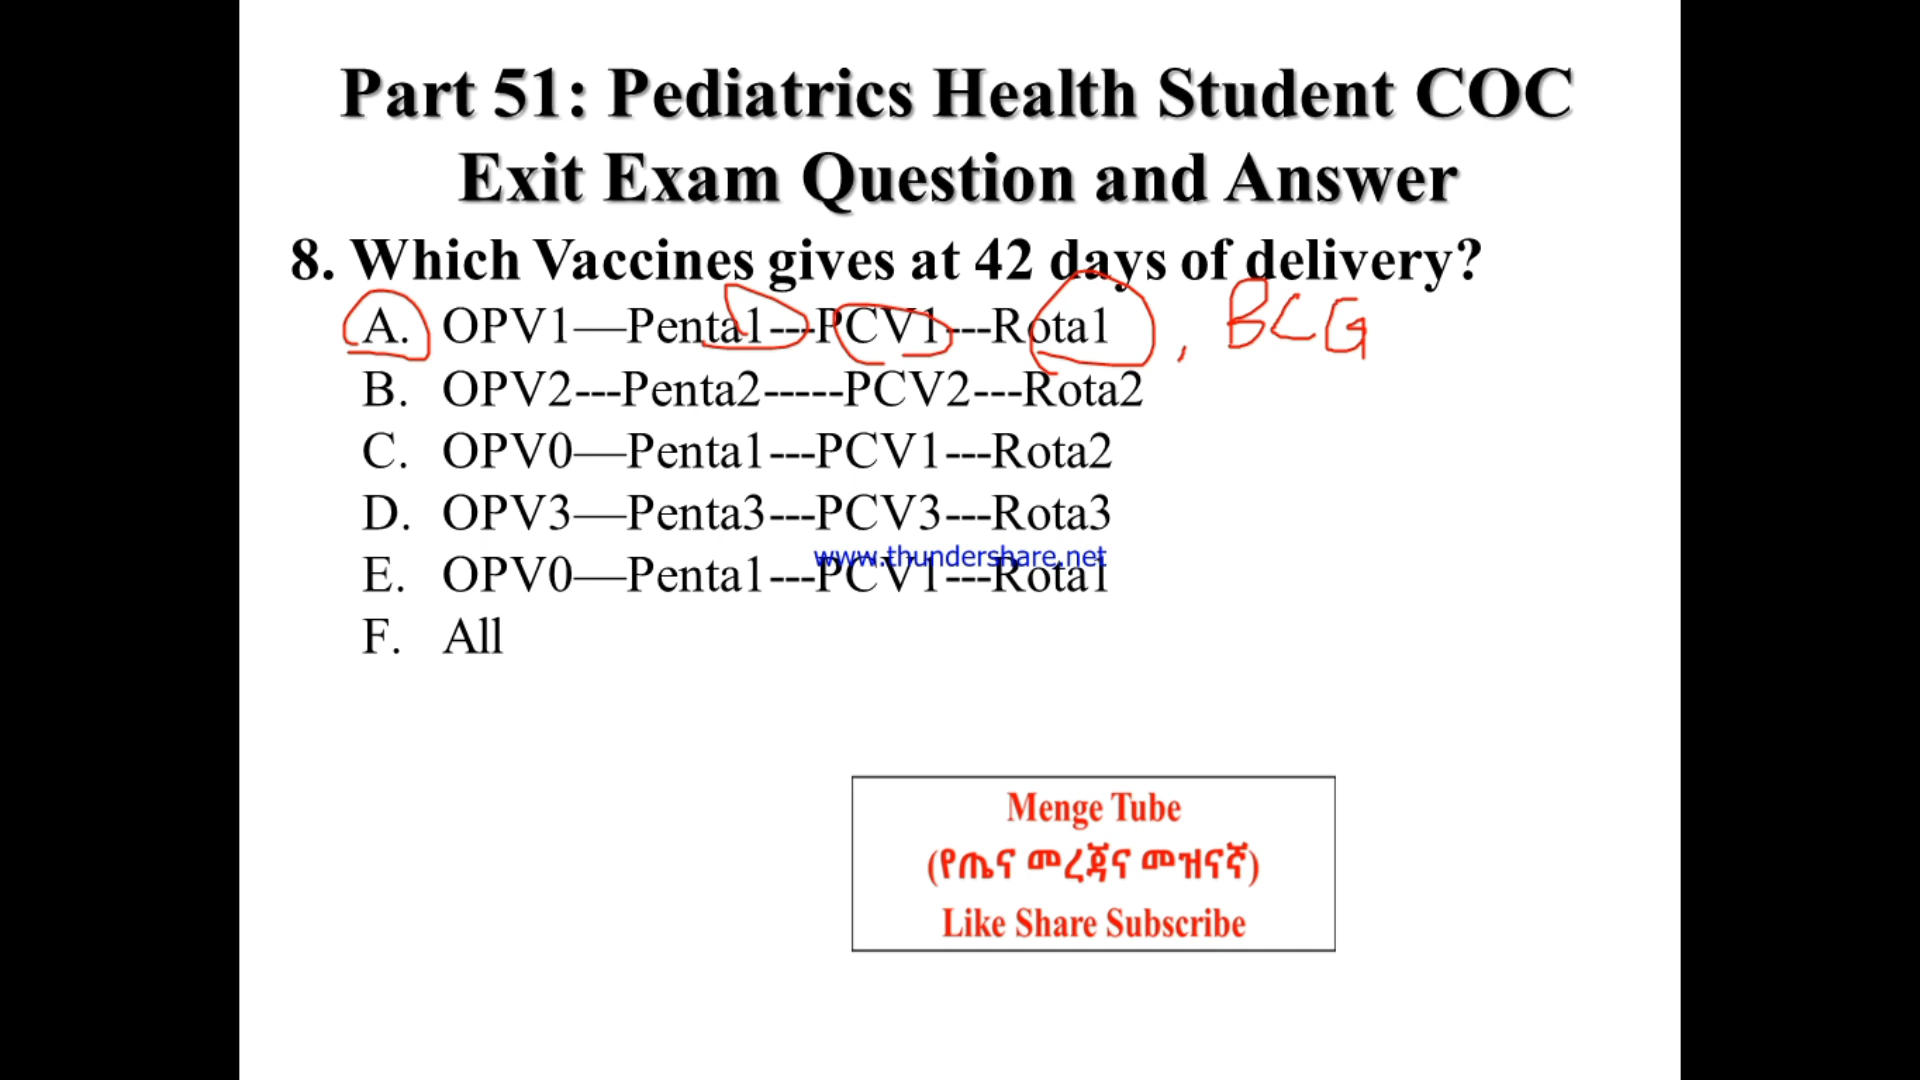 Part 51: Pediatrics Health Student COC
Exit Exam Question and Answer
8. Which Vaccines gives at 42 days of delivery?
A. OPV1—Penta1---PCV1---Rota1 , BCG
B. OPV2---Penta2-----PCV2---Rota2
C. OPV0—Penta1---PCV1---Rota2
D. OPV3—Penta3---PCV3---Rota3
www.thundershare.net
E. OPV0—Penta1---PCV1---Rota1
F. All
Menge Tube
(የጤና መረጃና መዝናኛ)
Like Share Subscribe